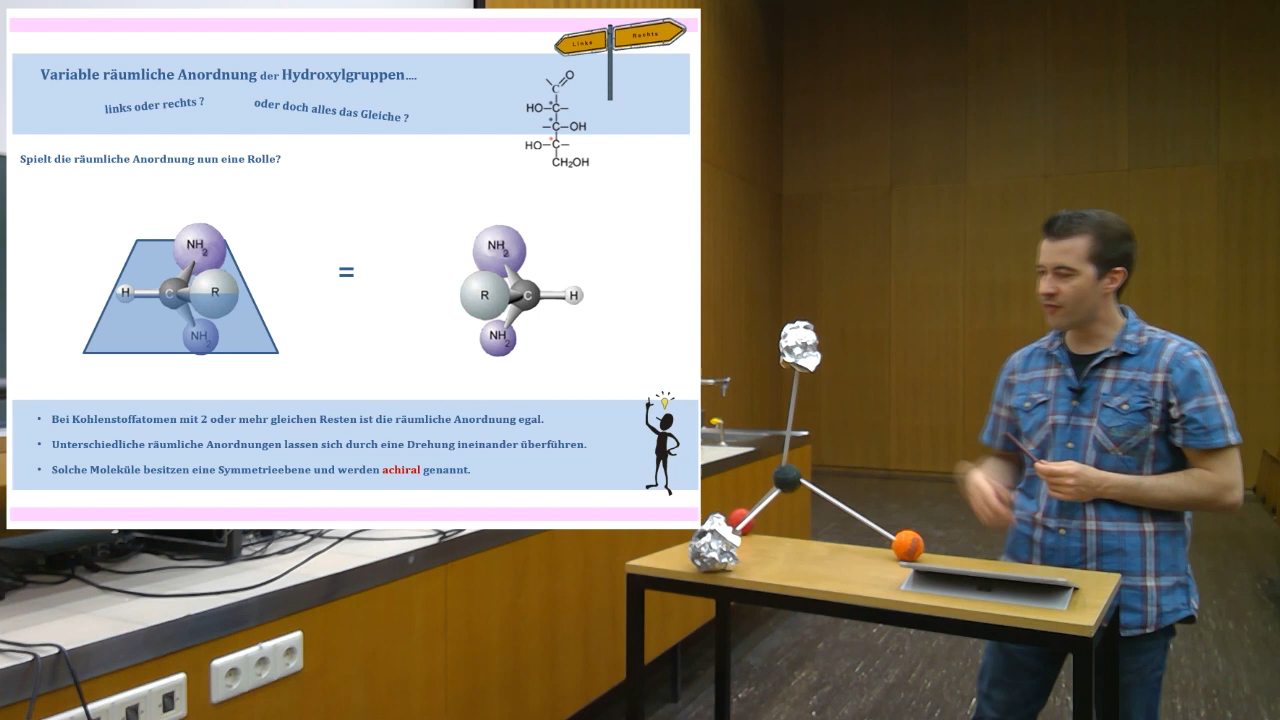 Links
Rechts
Variable räumliche Anordnung der Hydroxylgruppen....
links oder rechts ?
oder doch alles das Gleiche ?
O
C
HO C
C OH
HO C
CH2OH
Spielt die räumliche Anordnung nun eine Rolle?
NH2
H C R
NH2
=
NH2
R C H
NH2
• Bei Kohlenstoffatomen mit 2 oder mehr gleichen Resten ist die räumliche Anordnung egal.
• Unterschiedliche räumliche Anordnungen lassen sich durch eine Drehung ineinander überführen.
• Solche Moleküle besitzen eine Symmetrieebene und werden achiral genannt.